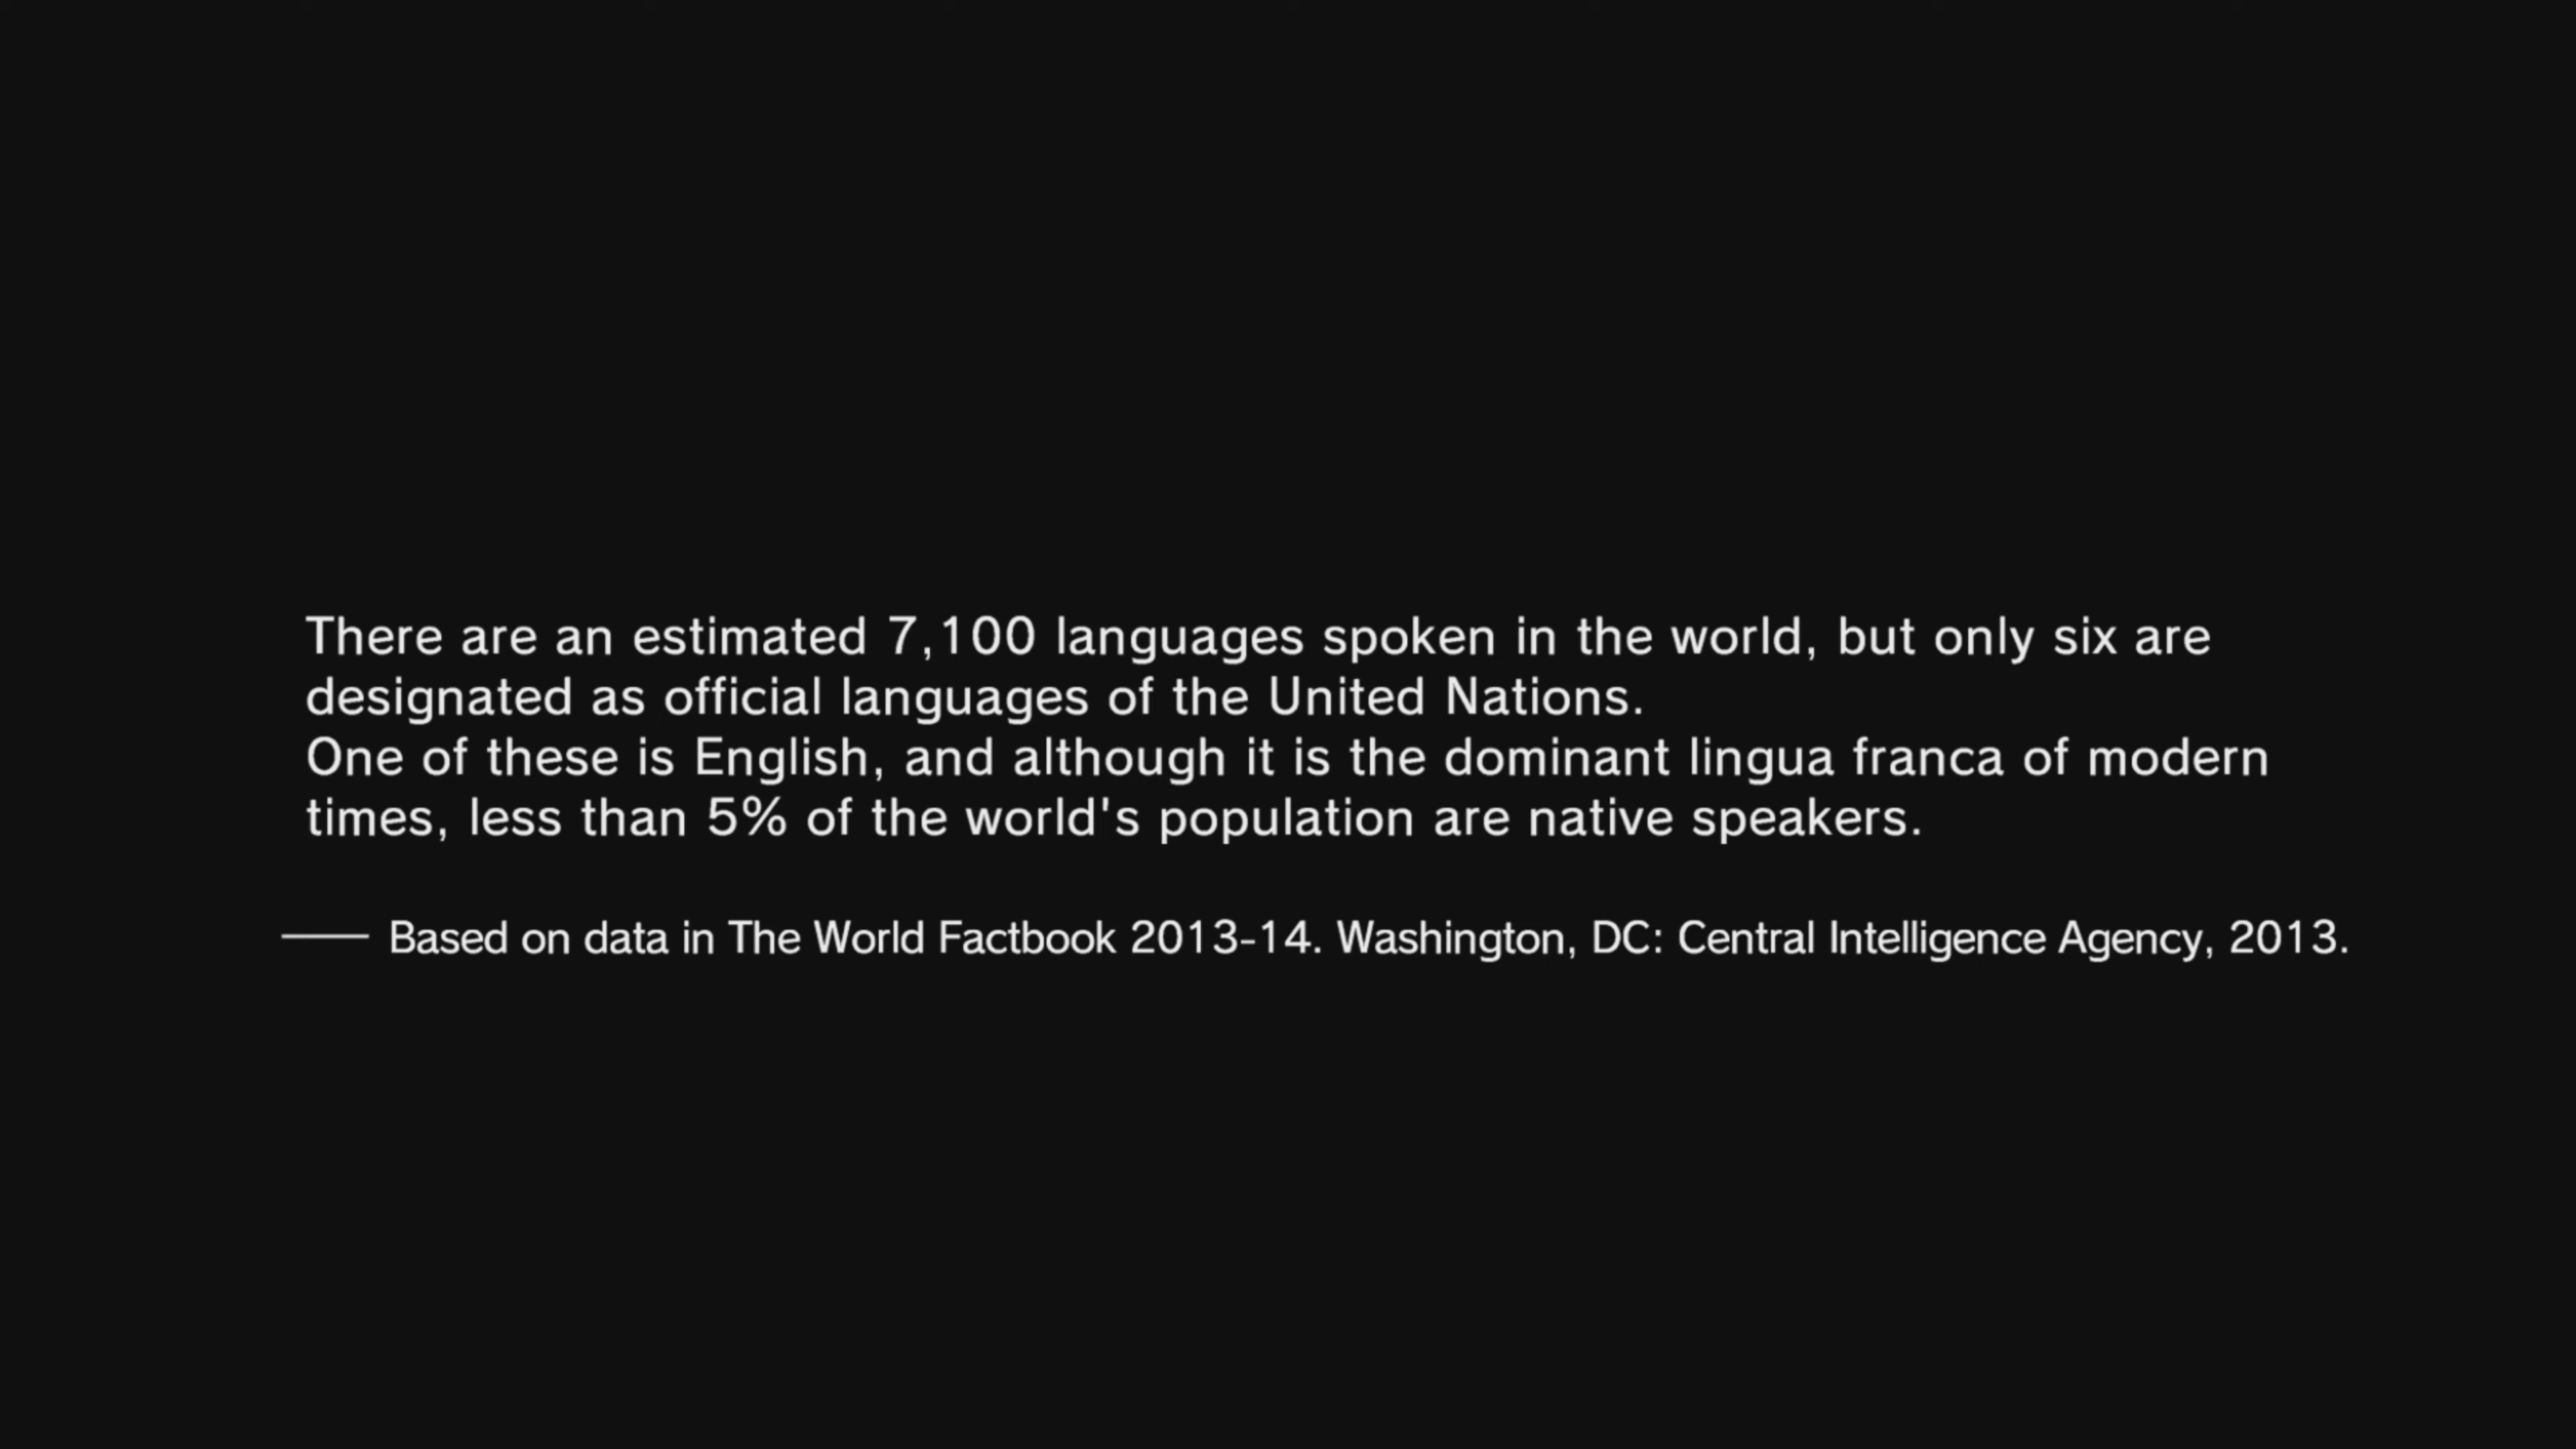 There are an estimated 7,100 languages spoken in the world, but only six are
designated as official languages of the United Nations.
One of these is English, and although it is the dominant lingua franca of modern
times, less than 5% of the world's population are native speakers.
—— Based on data in The World Factbook 2013-14. Washington, DC: Central Intelligence Agency, 2013.